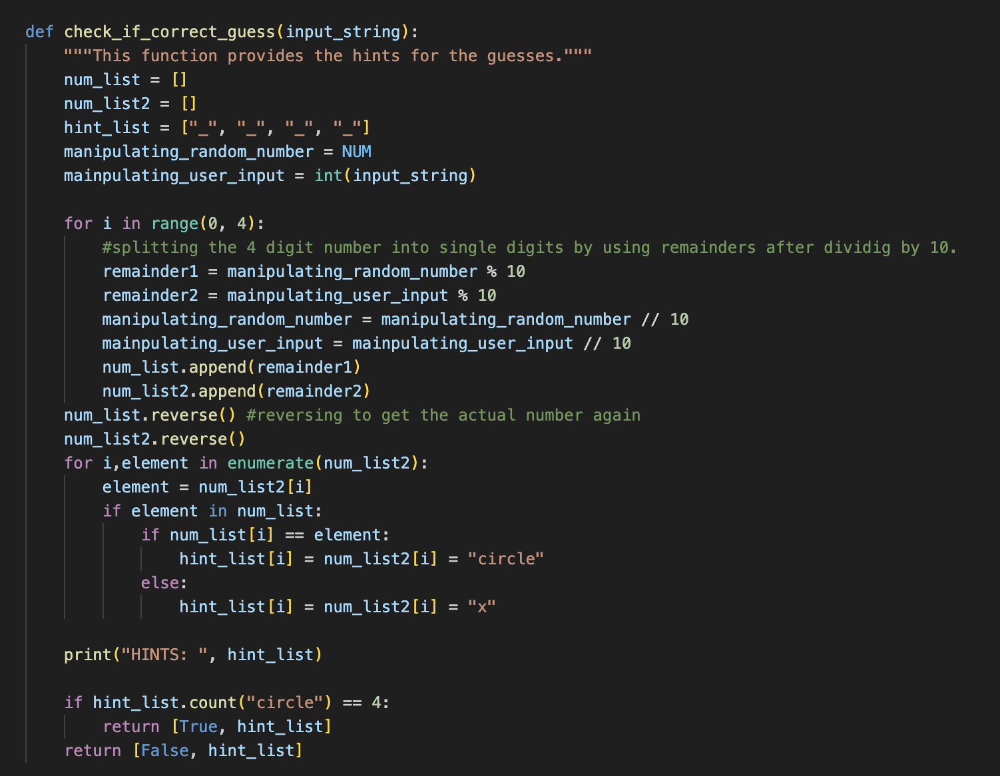 def check_if_correct_guess(input_string):
    """This function provides the hints for the guesses."""
    num_list = []
    num_list2 = []
    hint_list = ["_", "_", "_", "_"]
    manipulating_random_number = NUM
    mainpulating_user_input = int(input_string)

    for i in range(0, 4):
        #splitting the 4 digit number into single digits by using remainders after dividig by 10.
        remainder1 = manipulating_random_number % 10
        remainder2 = mainpulating_user_input % 10
        manipulating_random_number = manipulating_random_number // 10
        mainpulating_user_input = mainpulating_user_input // 10
        num_list.append(remainder1)
        num_list2.append(remainder2)
    num_list.reverse() #reversing to get the actual number again
    num_list2.reverse()
    for i,element in enumerate(num_list2):
        element = num_list2[i]
        if element in num_list:
            if num_list[i] == element:
                hint_list[i] = num_list2[i] = "circle"
            else:
                hint_list[i] = num_list2[i] = "x"

    print("HINTS: ", hint_list)

    if hint_list.count("circle") == 4:
        return [True, hint_list]
    return [False, hint_list]